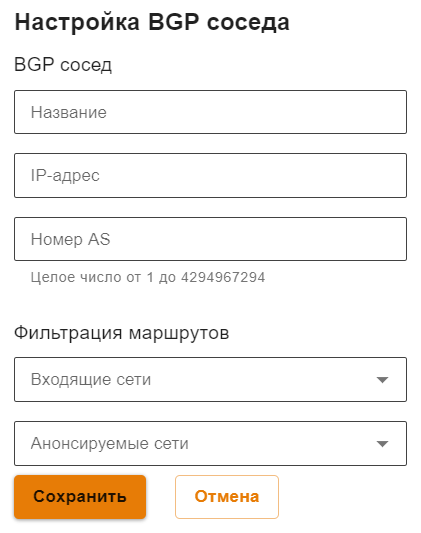 Настройка BGP соседа
BGP сосед
Название
IP-адрес
Номер AS
Целое число от 1 до 4294967294
Фильтрация маршрутов
Входящие сети
Анонсируемые сети
Сохранить
Отмена